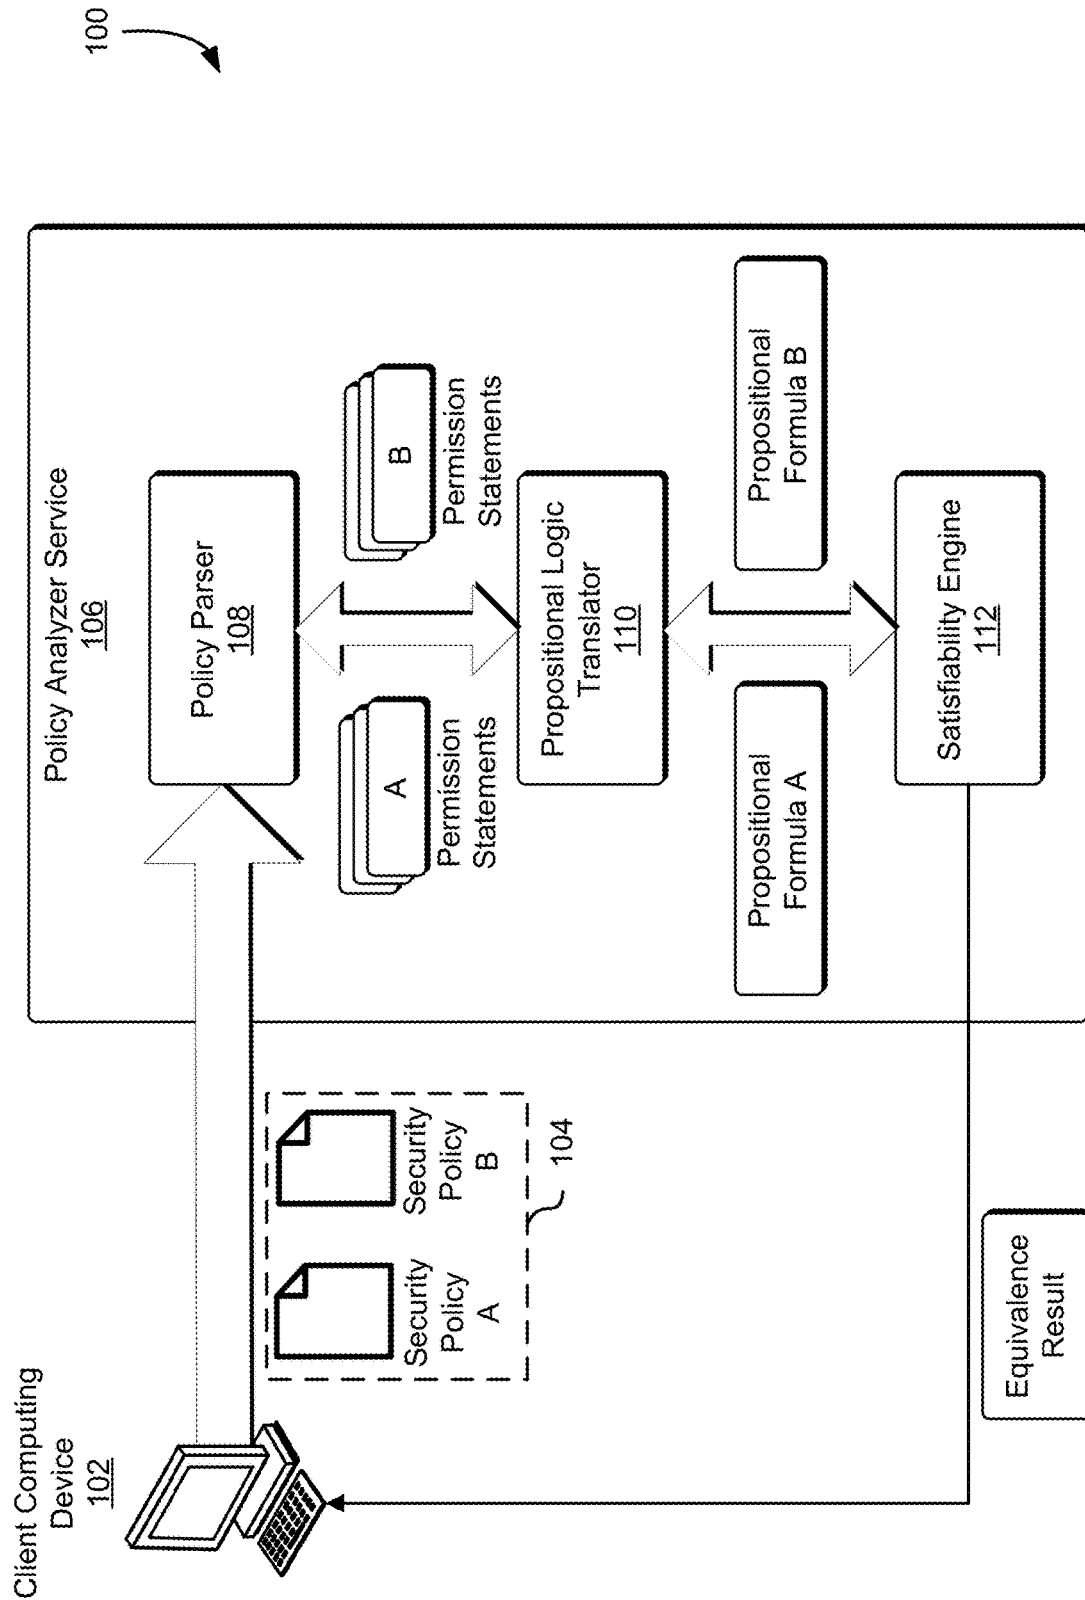 100
Client Computing
Device
102
Security
Policy
A
Security
Policy
B
104
Policy Analyzer Service
106
Policy Parser
108
A
Permission
Statements
B
Permission
Statements
Propositional Logic
Translator
110
Propositional
Formula A
Propositional
Formula B
Satisfiability Engine
112
Equivalence
Result